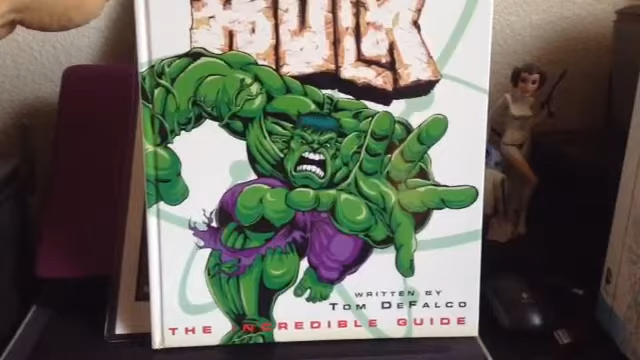 HULK
WRITTEN BY
TOM DEFALCO
THE INCREDIBLE GUIDE